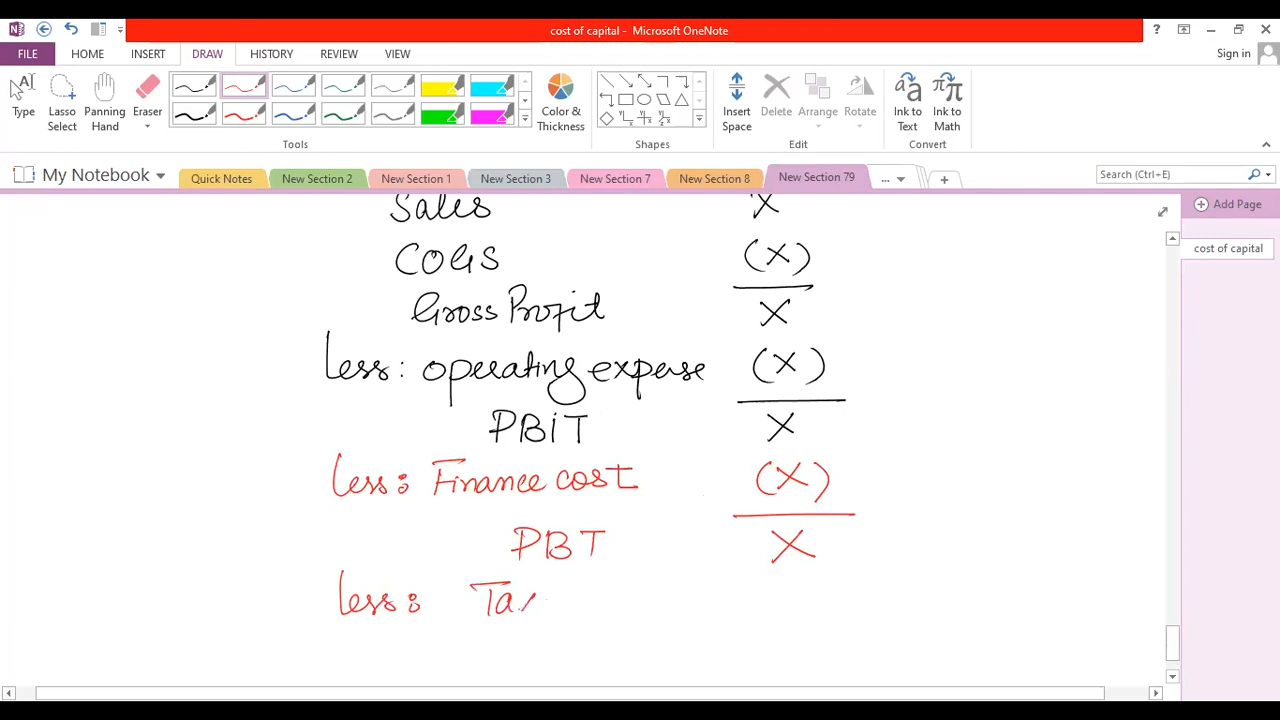 cost of capital - Microsoft OneNote
FILE HOME INSERT DRAW HISTORY REVIEW VIEW
Sign in
Type
Lasso Select
Panning Hand
Eraser
Color & Thickness
Insert Space
Delete
Arrange
Rotate
Ink to Text
Ink to Math
Tools
Shapes
Edit
Convert
My Notebook
Quick Notes
New Section 2
New Section 1
New Section 3
New Section 7
New Section 8
New Section 79
...
Search (Ctrl+E)
Add Page
cost of capital
Sales X
COGS (X)
Gross Profit X
less: operating expense (X)
PBIT X
less: Finance cost (X)
PBT X
less: Ta